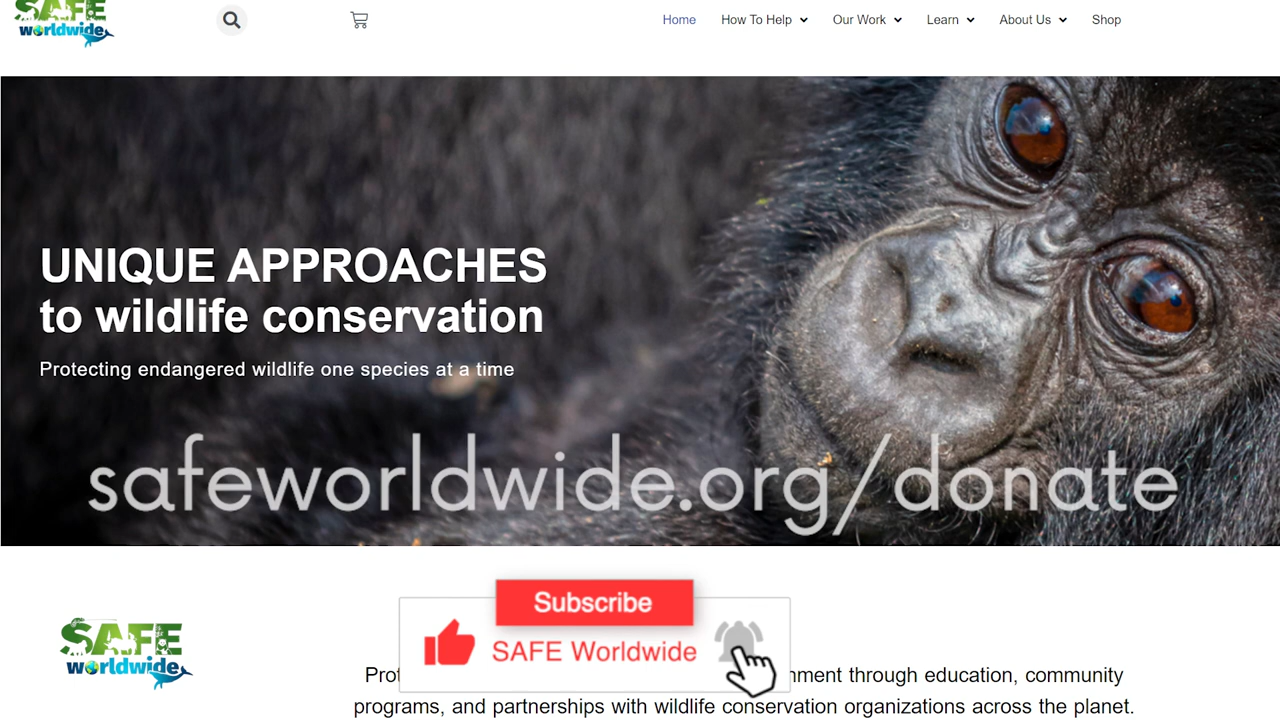 SAFE
worldwide
Home How To Help Our Work Learn About Us Shop
UNIQUE APPROACHES
to wildlife conservation
Protecting endangered wildlife one species at a time
safeworldwide.org/donate
Subscribe
SAFE Worldwide
SAFE
worldwide
through education, community
programs, and partnerships with wildlife conservation organizations across the planet.